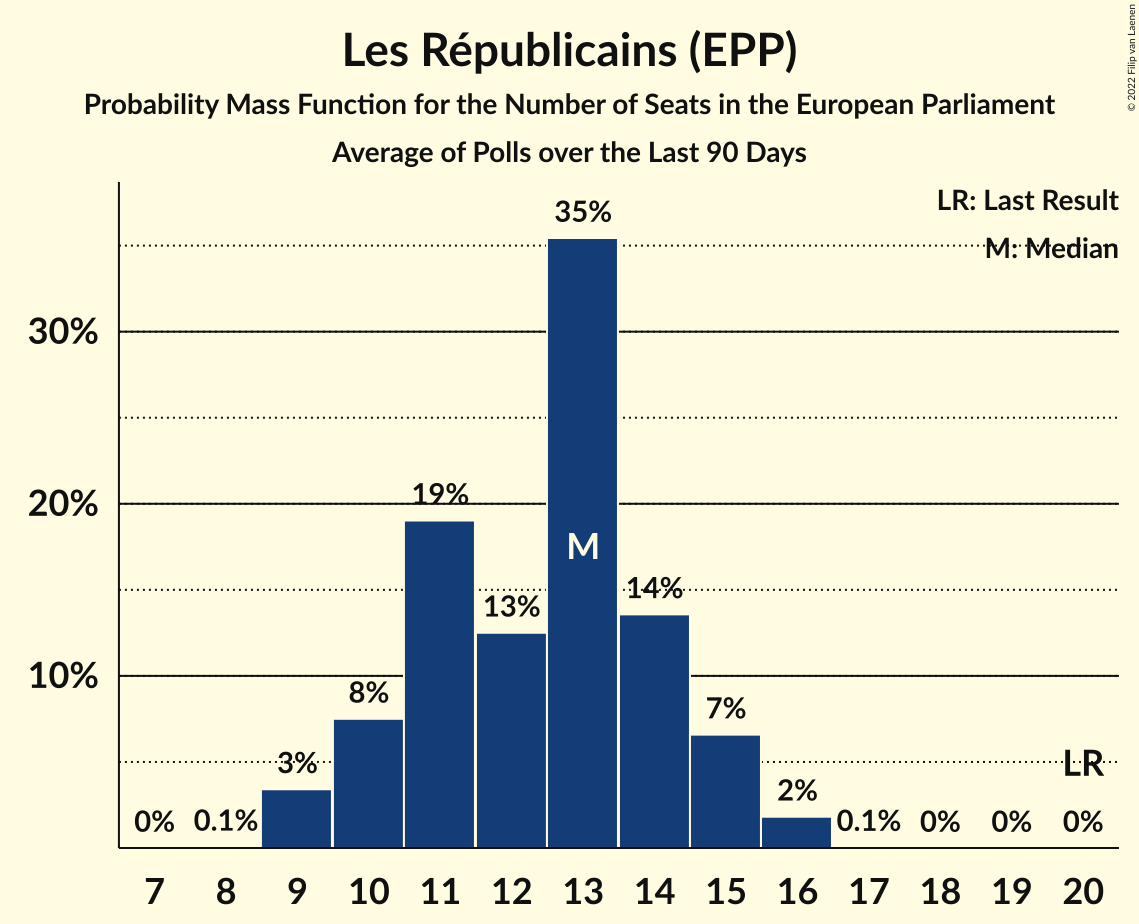 Les Républicains (EPP)
Probability Mass Function for the Number of Seats in the European Parliament
Average of Polls over the Last 90 Days
© 2022 Filip van Laenen
LR: Last Result
M: Median
35%
30%
20%
10%
19%
M
14%
13%
8%
7%
3%
2%
LR
0%
0.1%
0.1%
0%
0%
0%
7 8 9 10 11 12 13 14 15 16 17 18 19 20